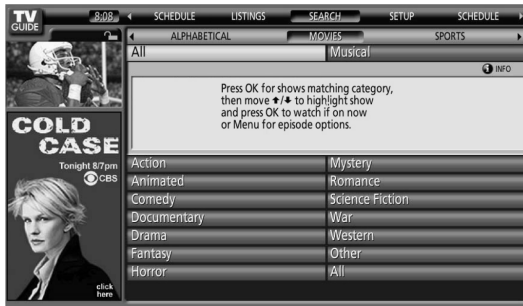 TV
GUIDE
8:08
SCHEDULE LISTINGS SEARCH SETUP SCHEDULE
ALPHABETICAL MOVIES SPORTS
All Musical
i INFO
Press OK for shows matching category,
then move ↑/↓ to highlight show
and press OK to watch if on now
or Menu for episode options.
COLD
CASE
Tonight 8/7pm
CBS
click
here
Action Mystery
Animated Romance
Comedy Science Fiction
Documentary War
Drama Western
Fantasy Other
Horror All